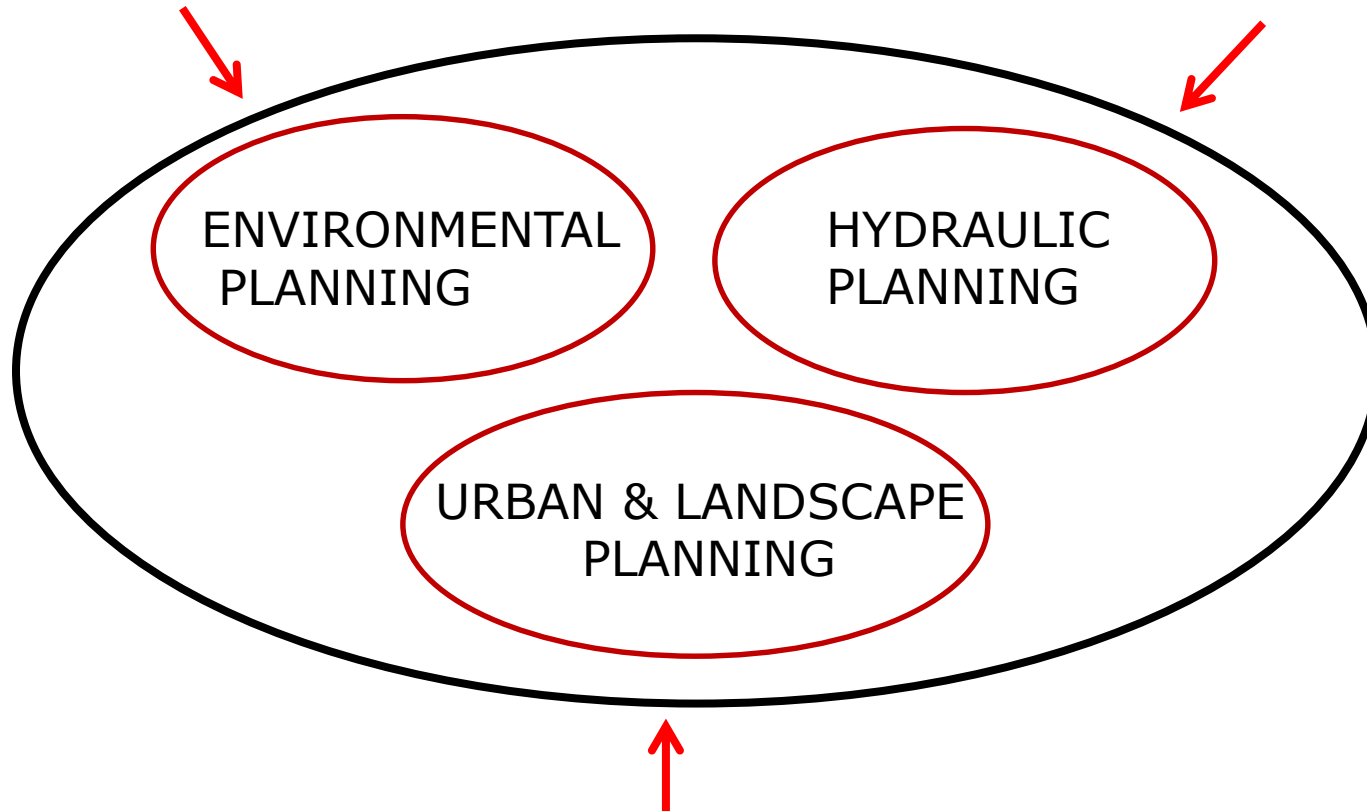 ENVIRONMENTAL
PLANNING
HYDRAULIC
PLANNING
URBAN & LANDSCAPE
PLANNING